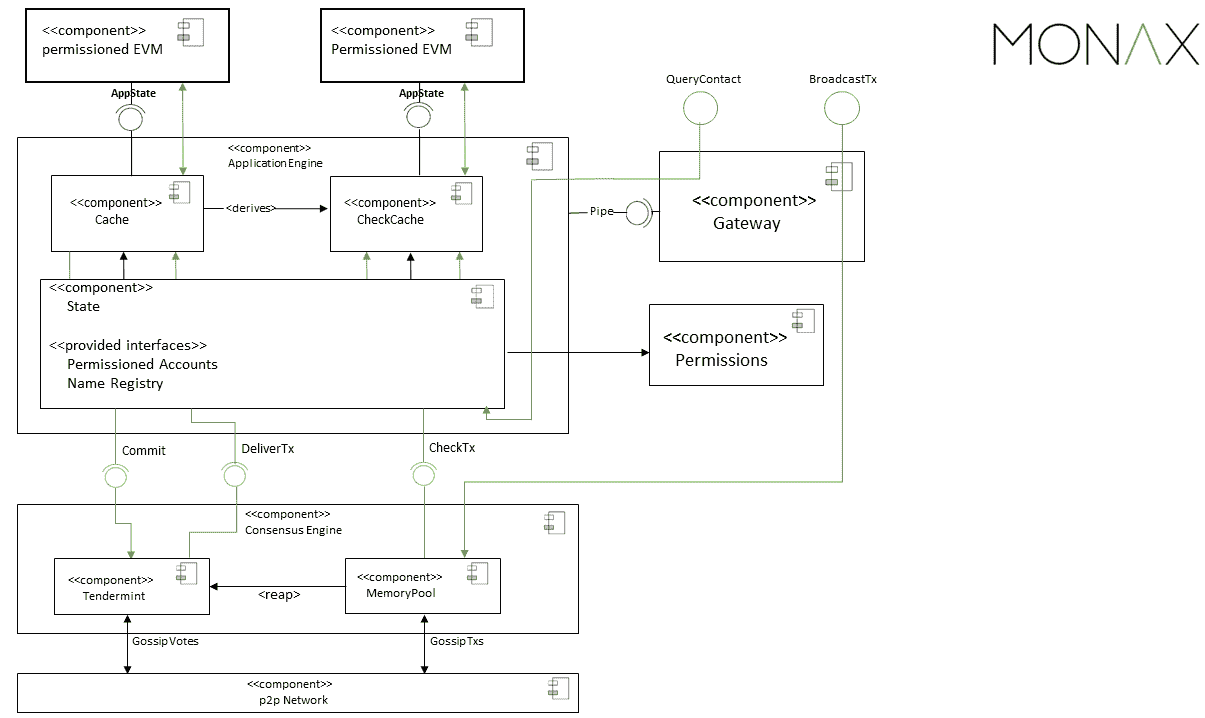 <<component>>
permissioned EVM
<<component>>
Permissioned EVM
MONAX
AppState
AppState
QueryContact
BroadcastTx
<<component>>
Application Engine
<<component>>
Cache
<derives>
<<component>>
CheckCache
Pipe
<<component>>
Gateway
<<component>>
State
<<provided interfaces>>
Permissioned Accounts
Name Registry
<<component>>
Permissions
Commit
DeliverTx
CheckTx
<<component>>
Consensus Engine
<<component>>
Tendermint
<reap>
<<component>>
MemoryPool
GossipVotes
GossipTxs
<<component>>
p2p Network